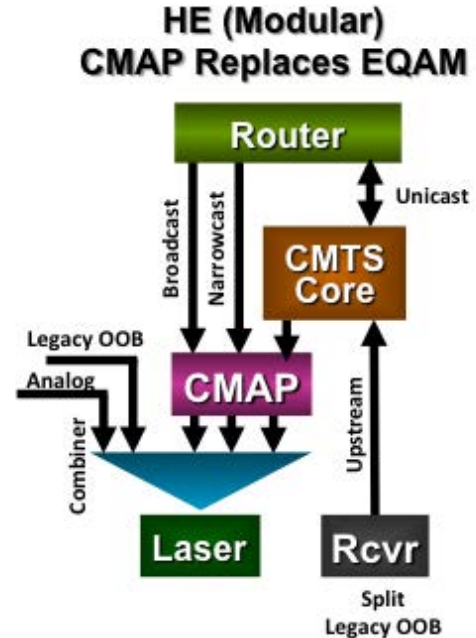 HE (Modular)
CMAP Replaces EQAM
Router
Broadcast
Narrowcast
Unicast
CMTS
Core
Legacy OOB
Analog
CMAP
Combiner
Upstream
Laser
Rcvr
Split
Legacy OOB